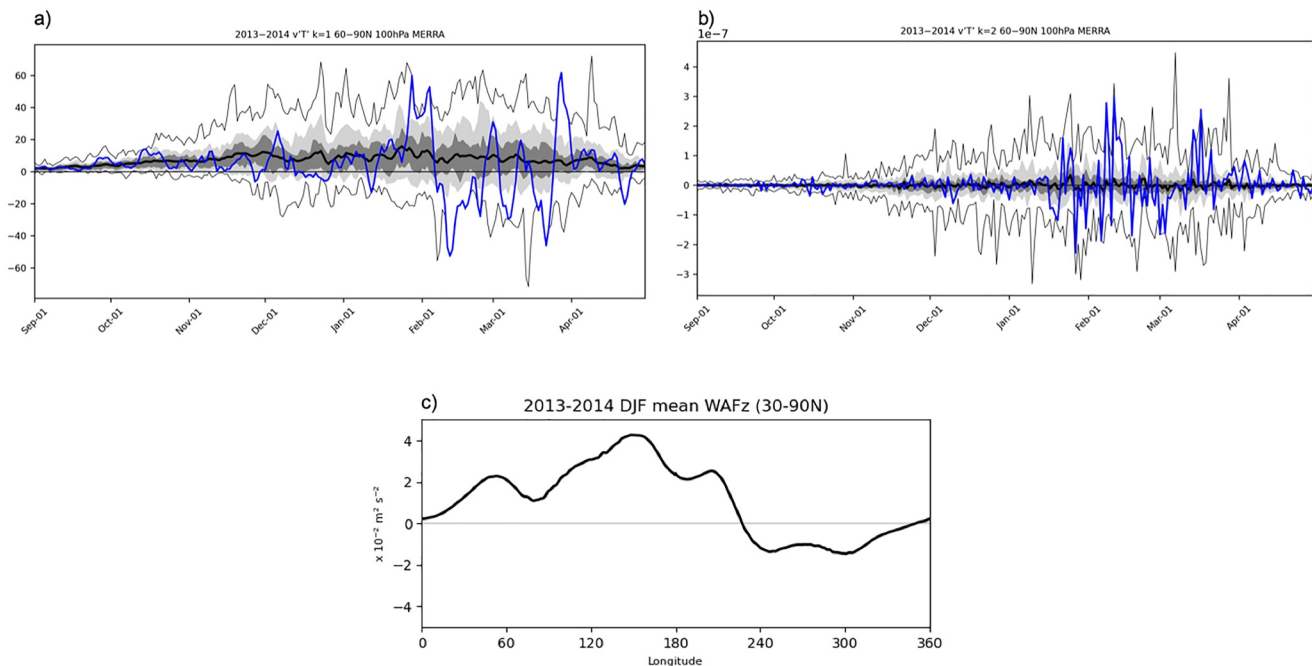 a)
2013−2014 v'T' k=1 60−90N 100hPa MERRA
60
40
20
0
−20
−40
−60
Sep-01
Oct-01
Nov-01
Dec-01
Jan-01
Feb-01
Mar-01
Apr-01
b)
1e−7
2013−2014 v'T' k=2 60−90N 100hPa MERRA
4
3
2
1
0
−1
−2
−3
Sep-01
Oct-01
Nov-01
Dec-01
Jan-01
Feb-01
Mar-01
Apr-01
c)
2013-2014 DJF mean WAFz (30-90N)
x 10⁻² m² s⁻²
4
2
0
−2
−4
0 60 120 180 240 300 360
Longitude